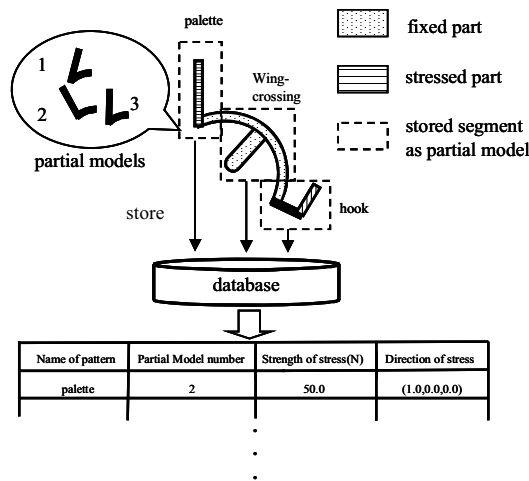 palette
fixed part
1
Wing-
crossing
stressed part
2
3
stored segment
as partial model
partial models
hook
store
database
Name of pattern Partial Model number Strength of stress(N) Direction of stress
palette 2 50.0 (1.0,0.0,0.0)